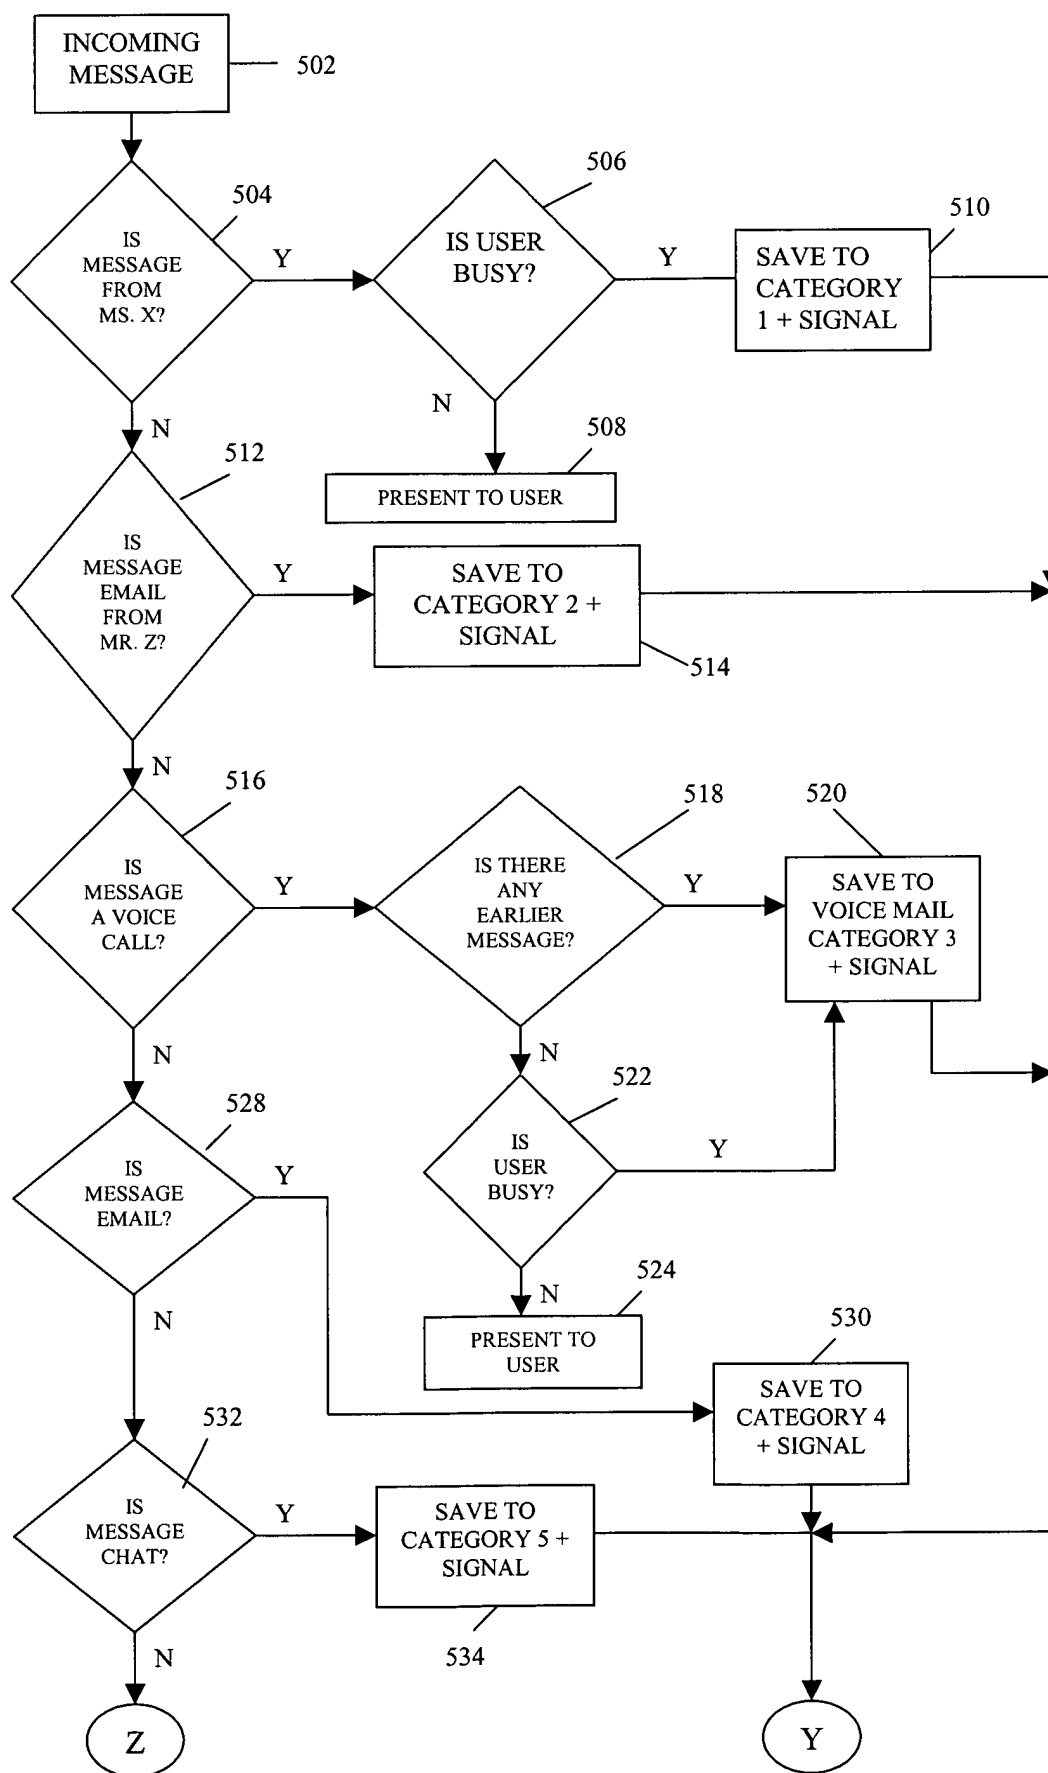 INCOMING
MESSAGE
502
504
IS
MESSAGE
FROM
MS. X?
Y
506
IS USER
BUSY?
Y
510
SAVE TO
CATEGORY
1 + SIGNAL
N
N
508
PRESENT TO USER
512
IS
MESSAGE
EMAIL
FROM
MR. Z?
Y
SAVE TO
CATEGORY 2 +
SIGNAL
514
N
516
IS
MESSAGE
A VOICE
CALL?
Y
518
IS THERE
ANY
EARLIER
MESSAGE?
Y
520
SAVE TO
VOICE MAIL
CATEGORY 3
+ SIGNAL
N
N
522
IS
USER
BUSY?
Y
528
IS
MESSAGE
EMAIL?
Y
N
N
524
PRESENT TO
USER
530
SAVE TO
CATEGORY 4
+ SIGNAL
532
IS
MESSAGE
CHAT?
Y
SAVE TO
CATEGORY 5 +
SIGNAL
534
N
Z
Y